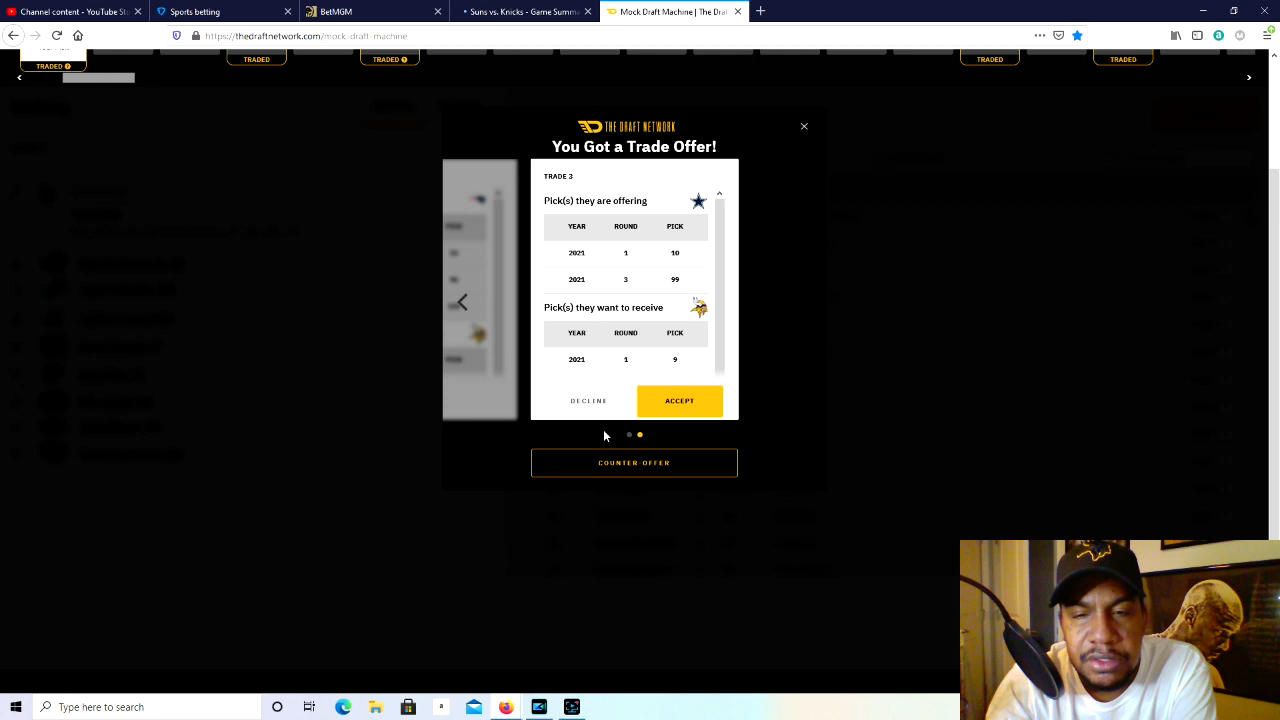 Channel content - YouTube Stu
Sports betting
BetMGM
Suns vs. Knicks - Game Summa
Mock Draft Machine | The Draf
https://thedraftnetwork.com/mock-draft-machine
TRADED
TRADED
TRADED
TRADED
TRADED
THE DRAFT NETWORK
You Got a Trade Offer!
TRADE 3
Pick(s) they are offering
YEAR ROUND PICK
2021 1 10
2021 3 99
Pick(s) they want to receive
YEAR ROUND PICK
2021 1 9
DECLINE
ACCEPT
COUNTER OFFER
Type here to search